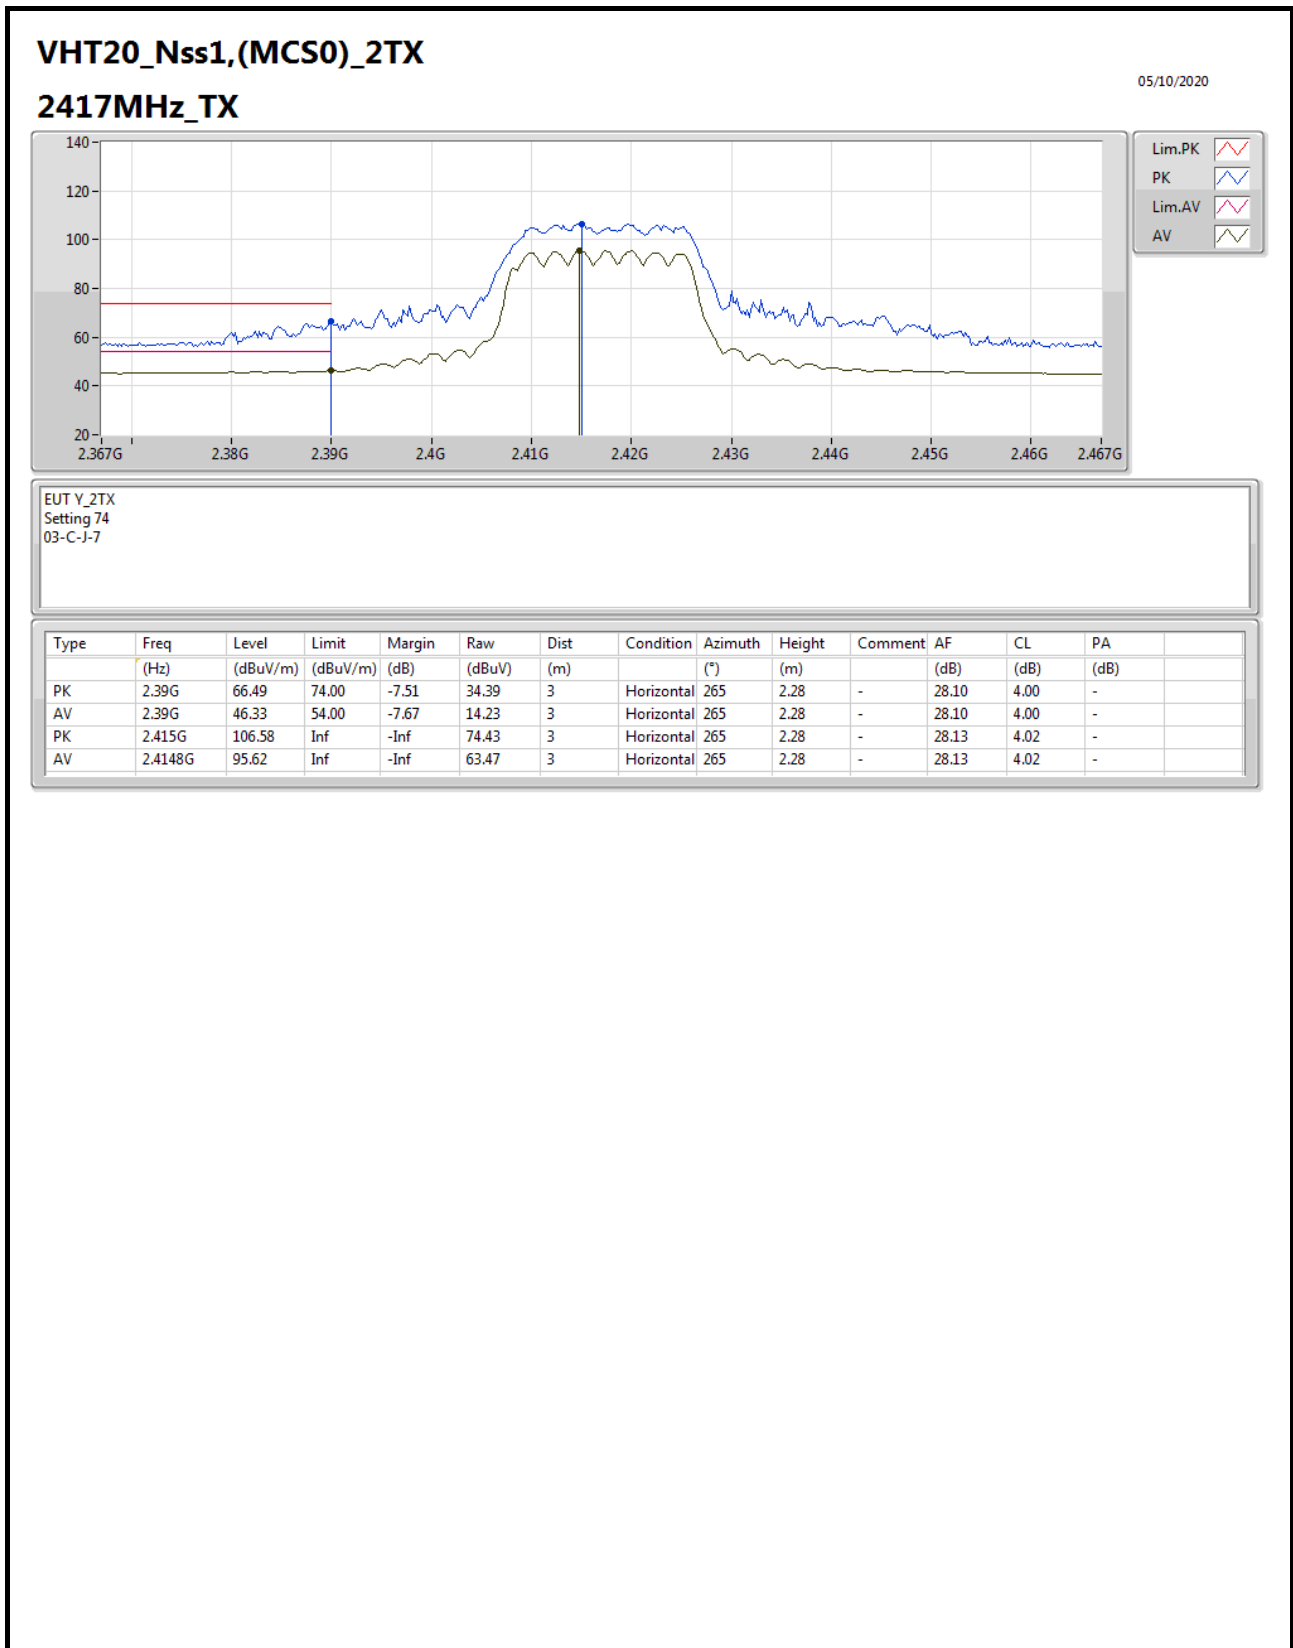 VHT20_Nss1,(MCS0)_2TX
05/10/2020
2417MHz_TX
140
120
100
80
60
40
20
2.367G 2.38G 2.39G 2.4G 2.41G 2.42G 2.43G 2.44G 2.45G 2.46G 2.467G
Lim.PK
PK
Lim.AV
AV
EUT Y_2TX
Setting 74
03-C-J-7
Type Freq Level Limit Margin Raw Dist Condition Azimuth Height Comment AF CL PA
(Hz) (dBuV/m) (dBuV/m) (dB) (dBuV) (m) (°) (m) (dB) (dB) (dB)
PK 2.39G 66.49 74.00 -7.51 34.39 3 Horizontal 265 2.28 - 28.10 4.00 -
AV 2.39G 46.33 54.00 -7.67 14.23 3 Horizontal 265 2.28 - 28.10 4.00 -
PK 2.415G 106.58 Inf -Inf 74.43 3 Horizontal 265 2.28 - 28.13 4.02 -
AV 2.4148G 95.62 Inf -Inf 63.47 3 Horizontal 265 2.28 - 28.13 4.02 -